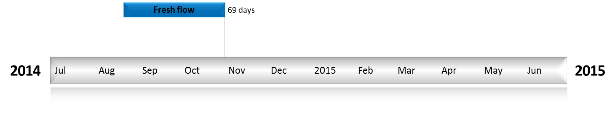 Fresh flow 69 days
2014 Jul Aug Sep Oct Nov Dec 2015 Feb Mar Apr May Jun 2015